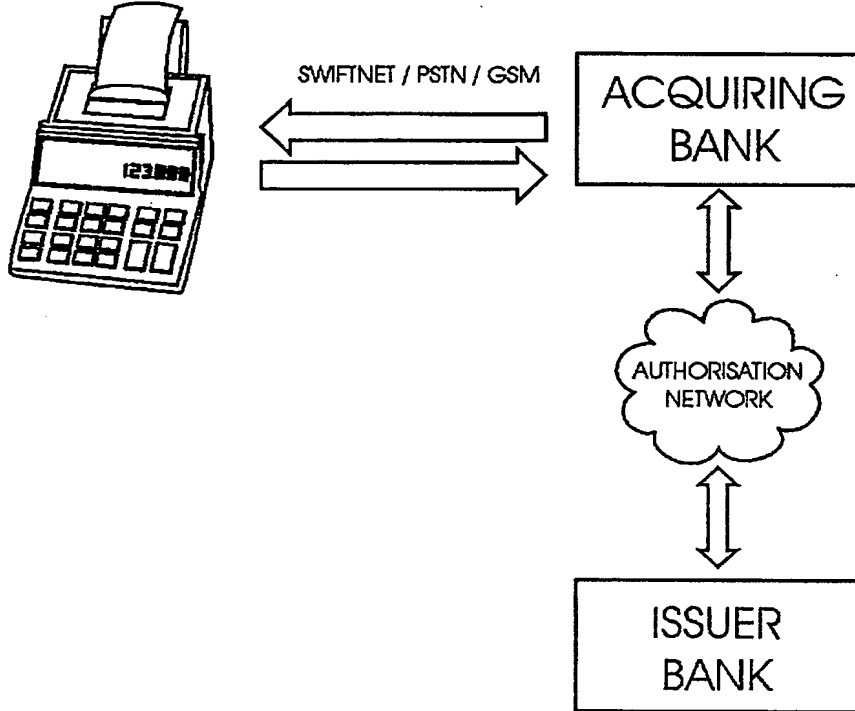 SWIFTNET / PSTN / GSM
ACQUIRING
BANK
AUTHORISATION
NETWORK
ISSUER
BANK